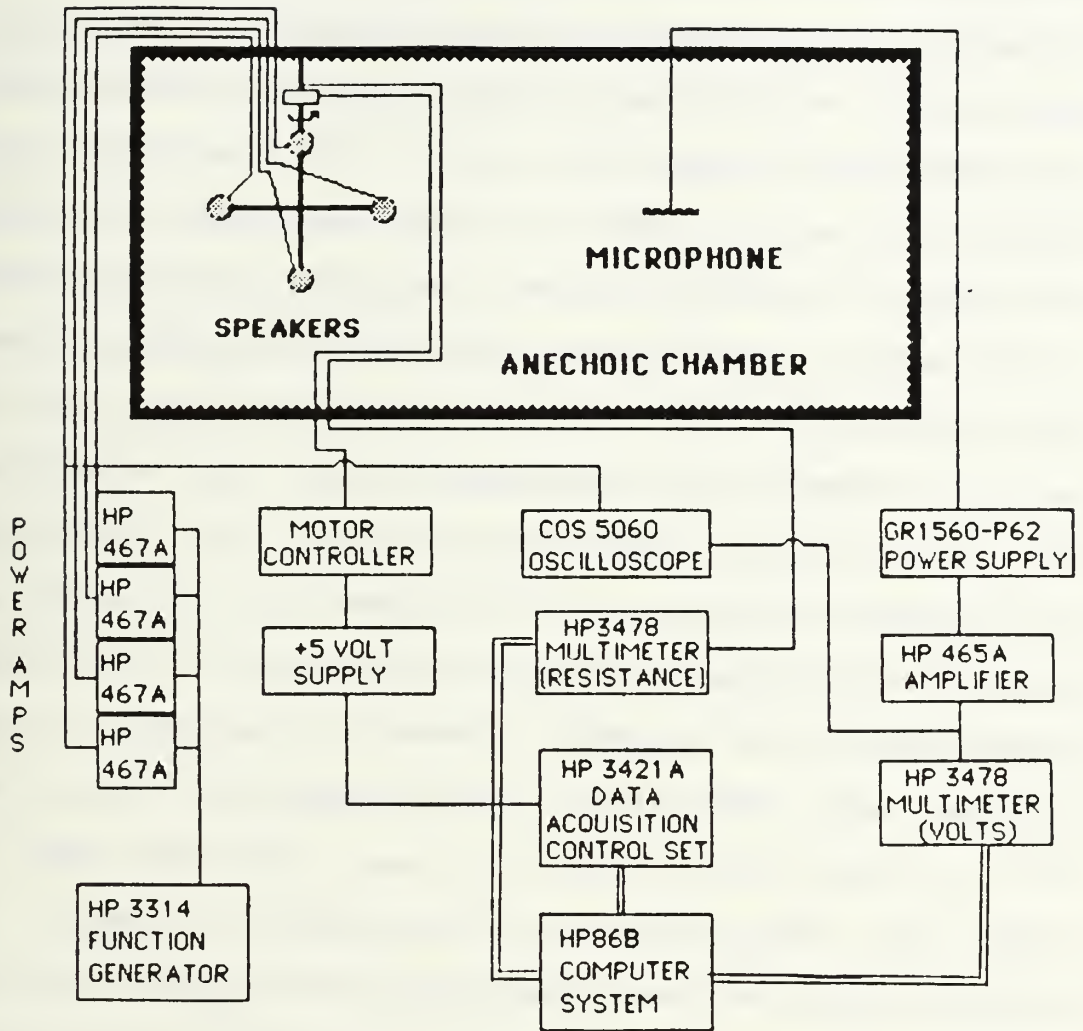 SPEAKERS
MICROPHONE
ANECHOIC CHAMBER
POWER AMPS
HP
467A
HP
467A
HP
467A
HP
467A
MOTOR
CONTROLLER
+5 VOLT
SUPPLY
COS 5060
OSCILLOSCOPE
HP3478
MULTIMETER
(RESISTANCE)
GR1560-P62
POWER SUPPLY
HP 465A
AMPLIFIER
HP 3421A
DATA
ACQUISITION
CONTROL SET
HP 3478
MULTIMETER
(VOLTS)
HP 3314
FUNCTION
GENERATOR
HP86B
COMPUTER
SYSTEM